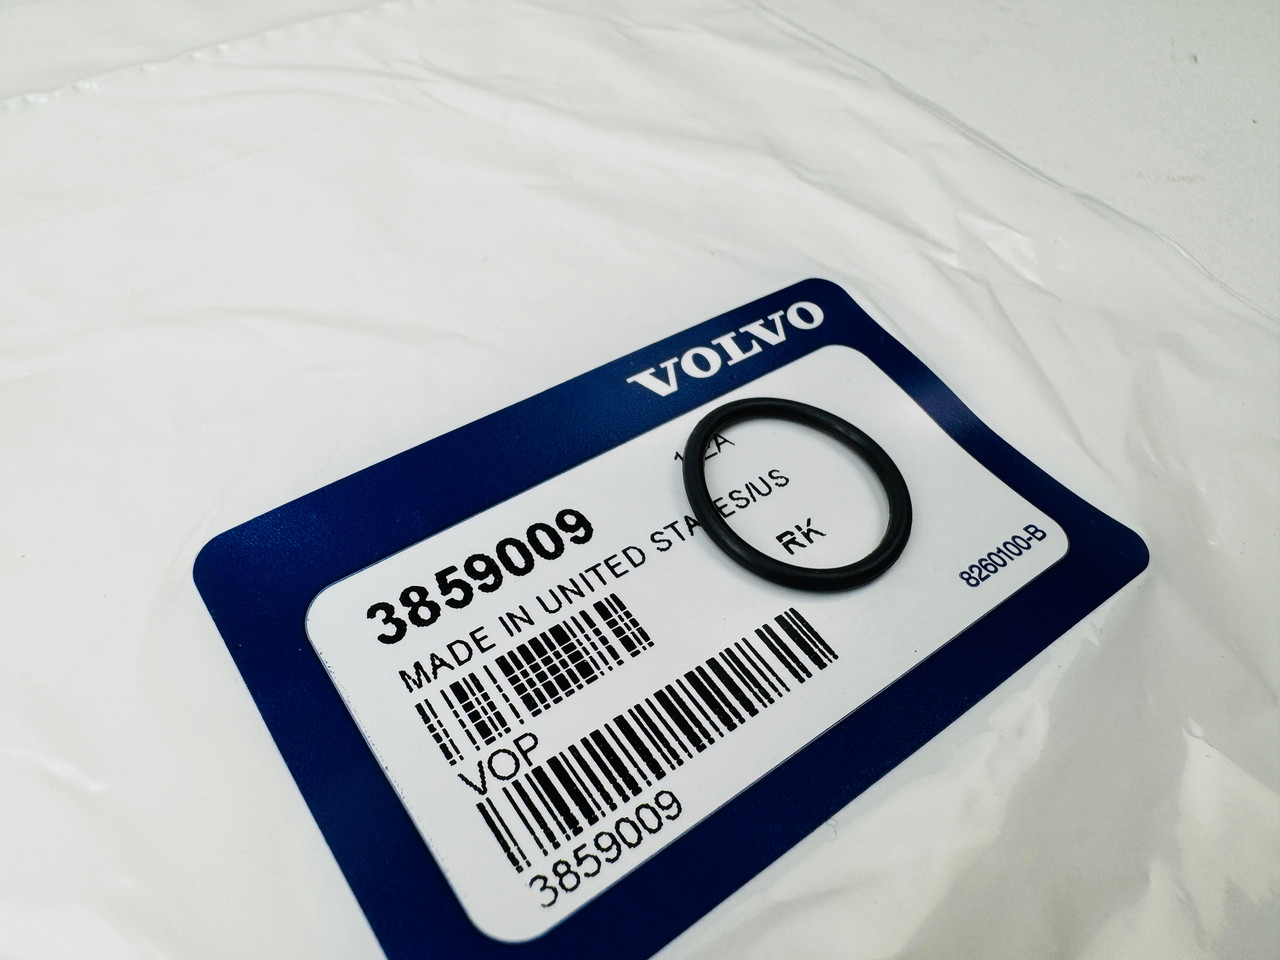 VOLVO
3859009
MADE IN UNITED STATES/US
RK
VOP
3859009
8260100-B